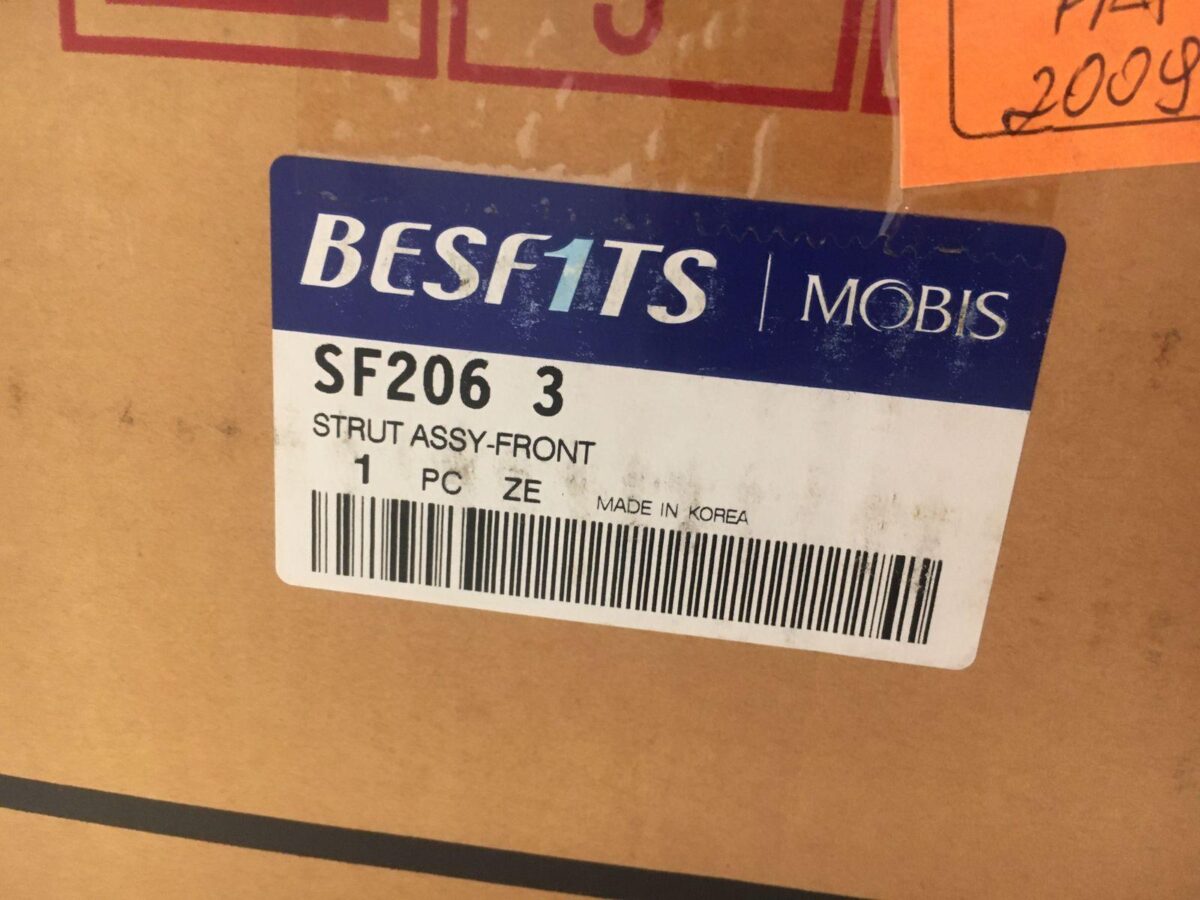 2009
BESF1TS | MOBIS
SF206 3
STRUT ASSY-FRONT
1 PC ZE MADE IN KOREA